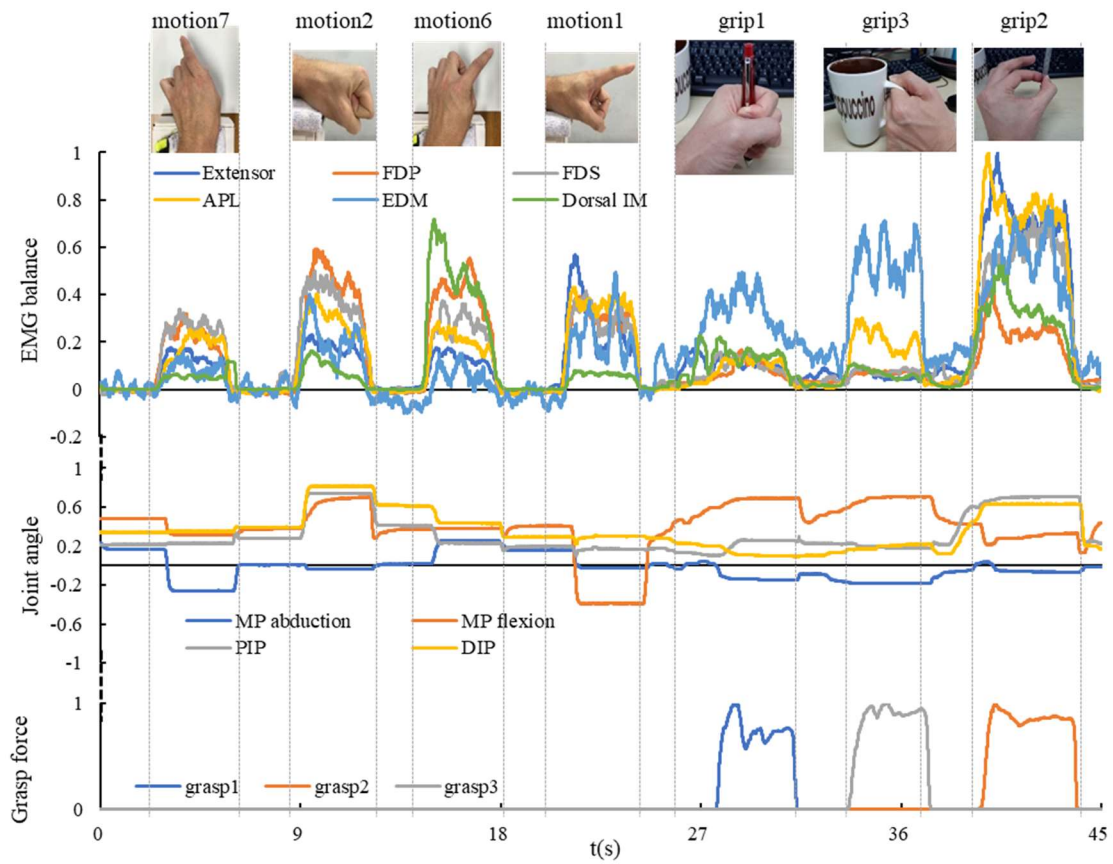 motion7 motion2 motion6 motion1 grip1 grip3 grip2
ppuccino
puccino
1
Extensor FDP FDS
APL EDM Dorsal IM
0.8
0.6
0.4
0.2
0
-0.2
EMG balance
1
0.6
0.2
-0.2
-0.6
-1
Joint angle
MP abduction MP flexion
PIP DIP
1
0
Grasp force
grasp1 grasp2 grasp3
0 9 18 27 36 45
t(s)